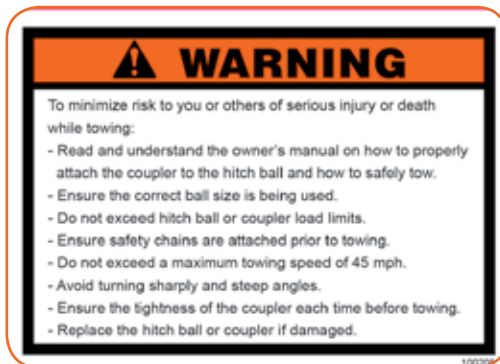 WARNING
To minimize risk to you or others of serious injury or death
while towing:
- Read and understand the owner's manual on how to properly
attach the coupler to the hitch ball and how to safely tow.
- Ensure the correct ball size is being used.
- Do not exceed hitch ball or coupler load limits.
- Ensure safety chains are attached prior to towing.
- Do not exceed a maximum towing speed of 45 mph.
- Avoid turning sharply and steep angles.
- Ensure the tightness of the coupler each time before towing.
- Replace the hitch ball or coupler if damaged.